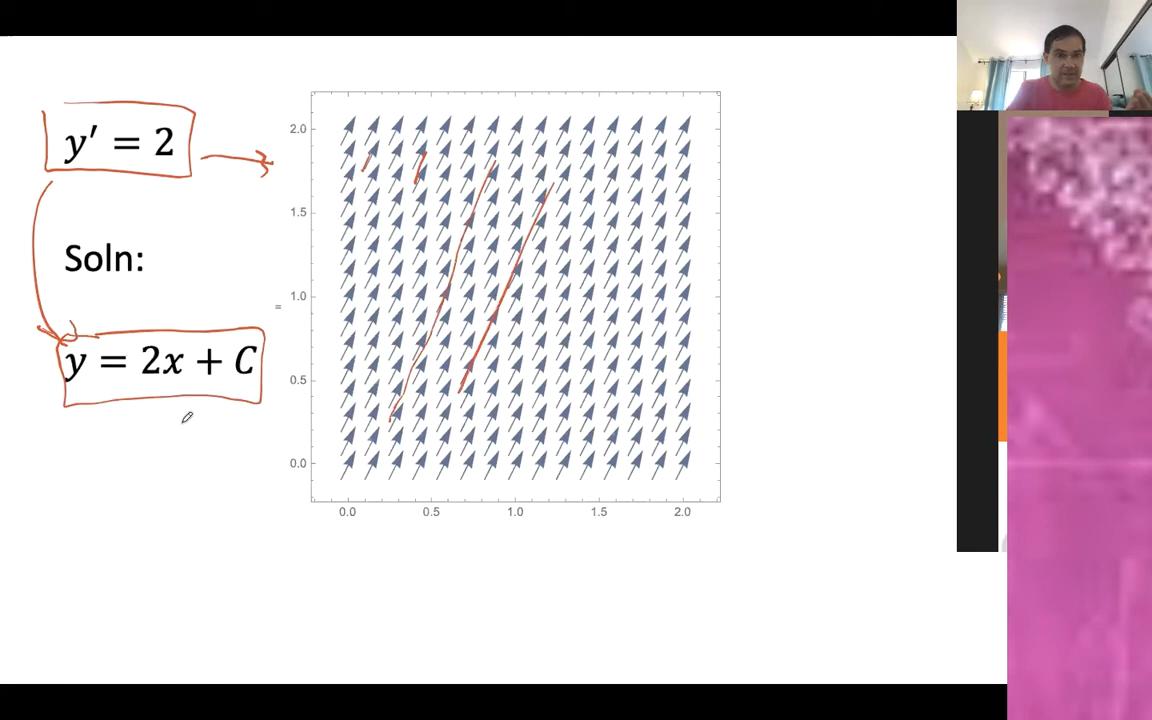 y′ = 2
Soln:
y = 2x + C
2.0
1.5
1.0
=
0.5
0.0
0.0 0.5 1.0 1.5 2.0